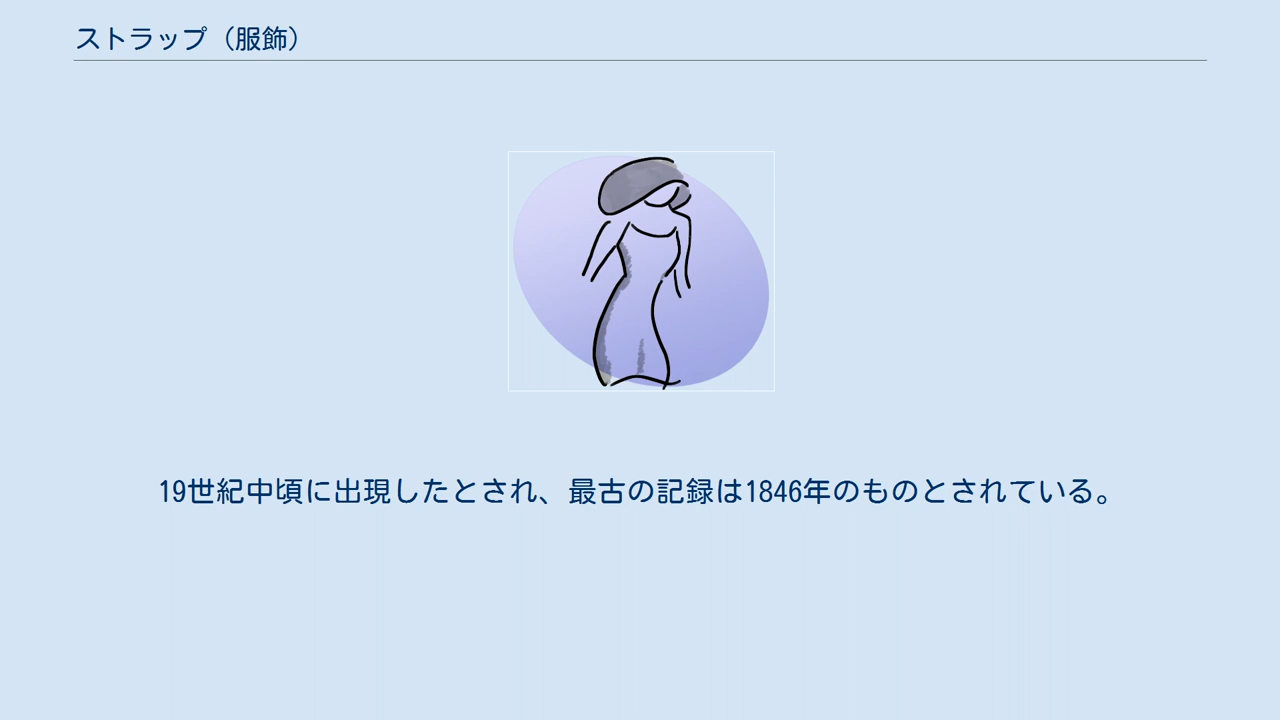 ストラップ（服飾）
19世紀中頃に出現したとされ、最古の記録は1846年のものとされている。